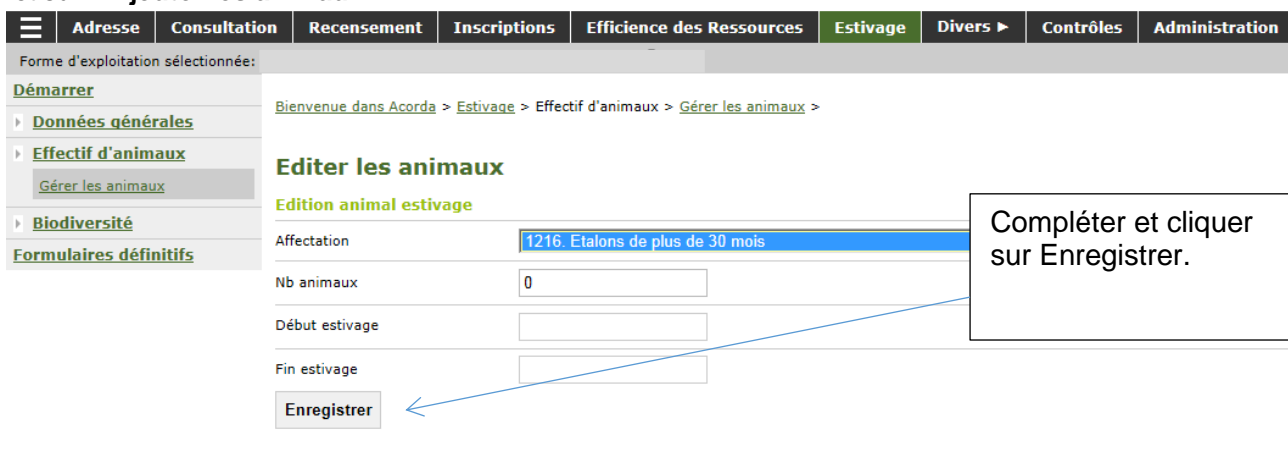 ☰ Adresse Consultation Recensement Inscriptions Efficience des Ressources Estivage Divers ► Contrôles Administration
Forme d'exploitation sélectionnée:
Démarrer
Bienvenue dans Acorda > Estivage > Effectif d'animaux > Gérer les animaux >
Données générales
Effectif d'animaux
Gérer les animaux
Biodiversité
Formulaires définitifs
Editer les animaux
Edition animal estivage
Affectation 1216. Etalons de plus de 30 mois
Nb animaux 0
Début estivage
Fin estivage
Enregistrer
Compléter et cliquer
sur Enregistrer.